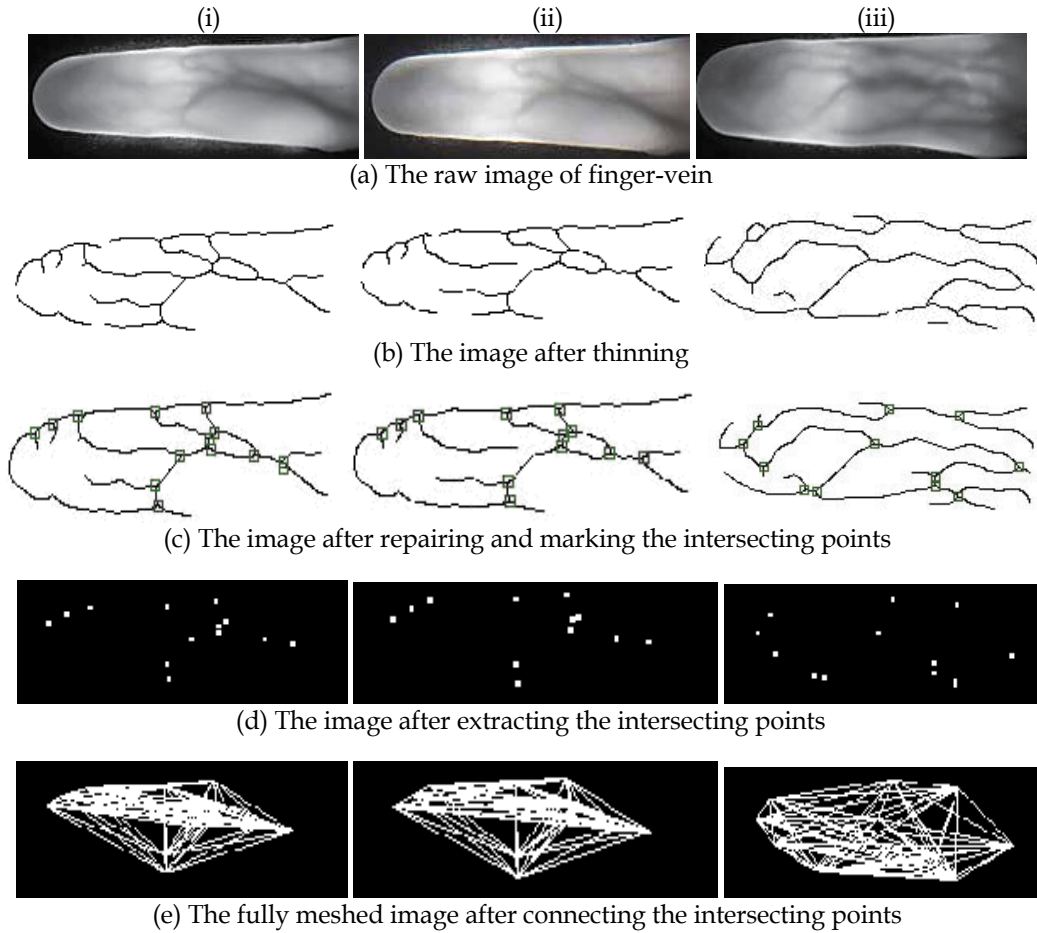 (i) (ii) (iii)
(a) The raw image of finger-vein
(b) The image after thinning
(c) The image after repairing and marking the intersecting points
(d) The image after extracting the intersecting points
(e) The fully meshed image after connecting the intersecting points